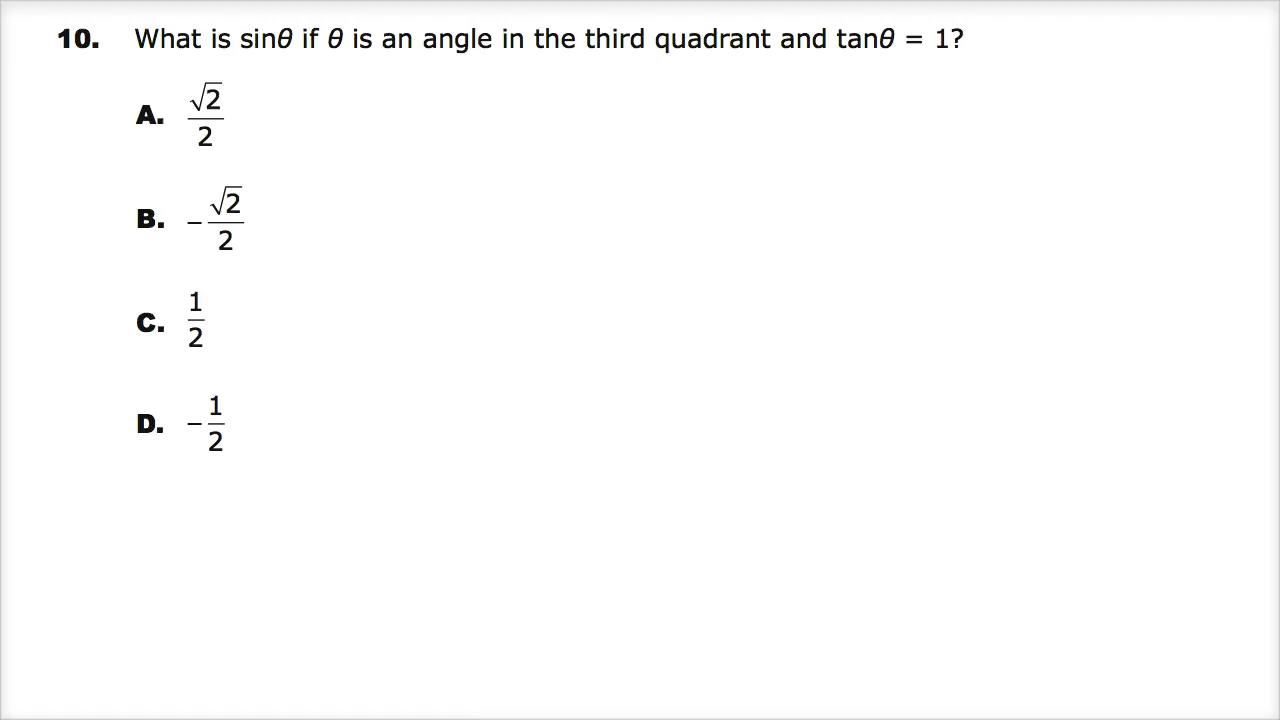 10. What is sinθ if θ is an angle in the third quadrant and tanθ = 1?
A. √2/2
B. −√2/2
C. 1/2
D. −1/2